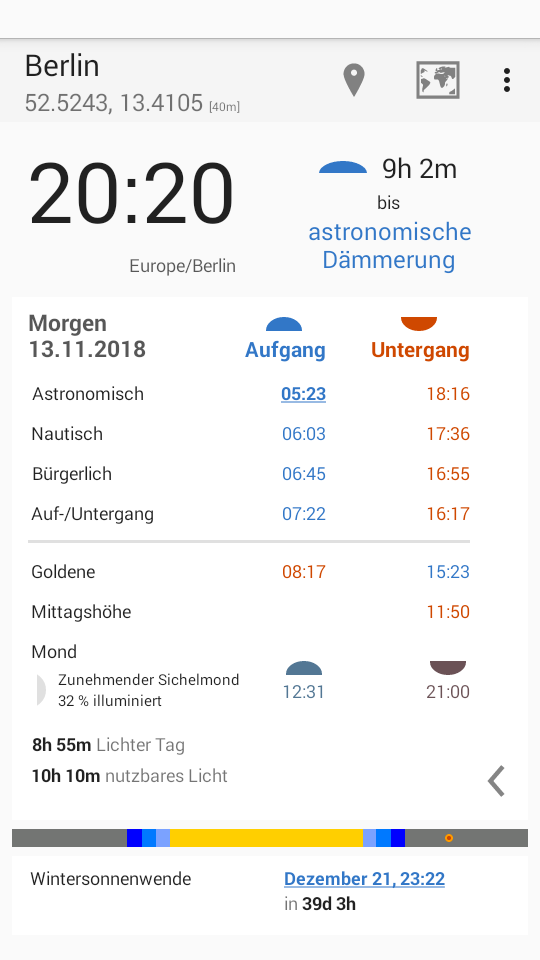 Berlin
52.5243, 13.4105 [40m]
20:20
Europe/Berlin
9h 2m
bis
astronomische
Dämmerung
Morgen
13.11.2018
Aufgang Untergang
Astronomisch 05:23 18:16
Nautisch 06:03 17:36
Bürgerlich 06:45 16:55
Auf-/Untergang 07:22 16:17
Goldene 08:17 15:23
Mittagshöhe 11:50
Mond
Zunehmender Sichelmond
32 % illuminiert
12:31 21:00
8h 55m Lichter Tag
10h 10m nutzbares Licht
Wintersonnenwende Dezember 21, 23:22
in 39d 3h